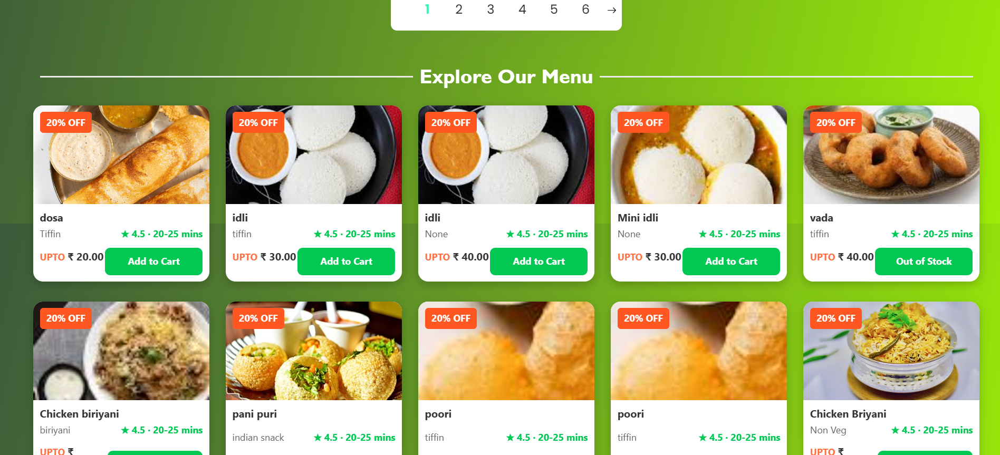 1 2 3 4 5 6 →
Explore Our Menu
20% OFF
dosa
Tiffin ★ 4.5 · 20-25 mins
UPTO ₹ 20.00 Add to Cart
20% OFF
idli
tiffin ★ 4.5 · 20-25 mins
UPTO ₹ 30.00 Add to Cart
20% OFF
idli
None ★ 4.5 · 20-25 mins
UPTO ₹ 40.00 Add to Cart
20% OFF
Mini idli
None ★ 4.5 · 20-25 mins
UPTO ₹ 30.00 Add to Cart
20% OFF
vada
tiffin ★ 4.5 · 20-25 mins
UPTO ₹ 40.00 Out of Stock
20% OFF
Chicken biriyani
biriyani ★ 4.5 · 20-25 mins
UPTO ₹
20% OFF
pani puri
indian snack ★ 4.5 · 20-25 mins
20% OFF
poori
tiffin ★ 4.5 · 20-25 mins
20% OFF
poori
tiffin ★ 4.5 · 20-25 mins
20% OFF
Chicken Briyani
Non Veg ★ 4.5 · 20-25 mins
UPTO ₹